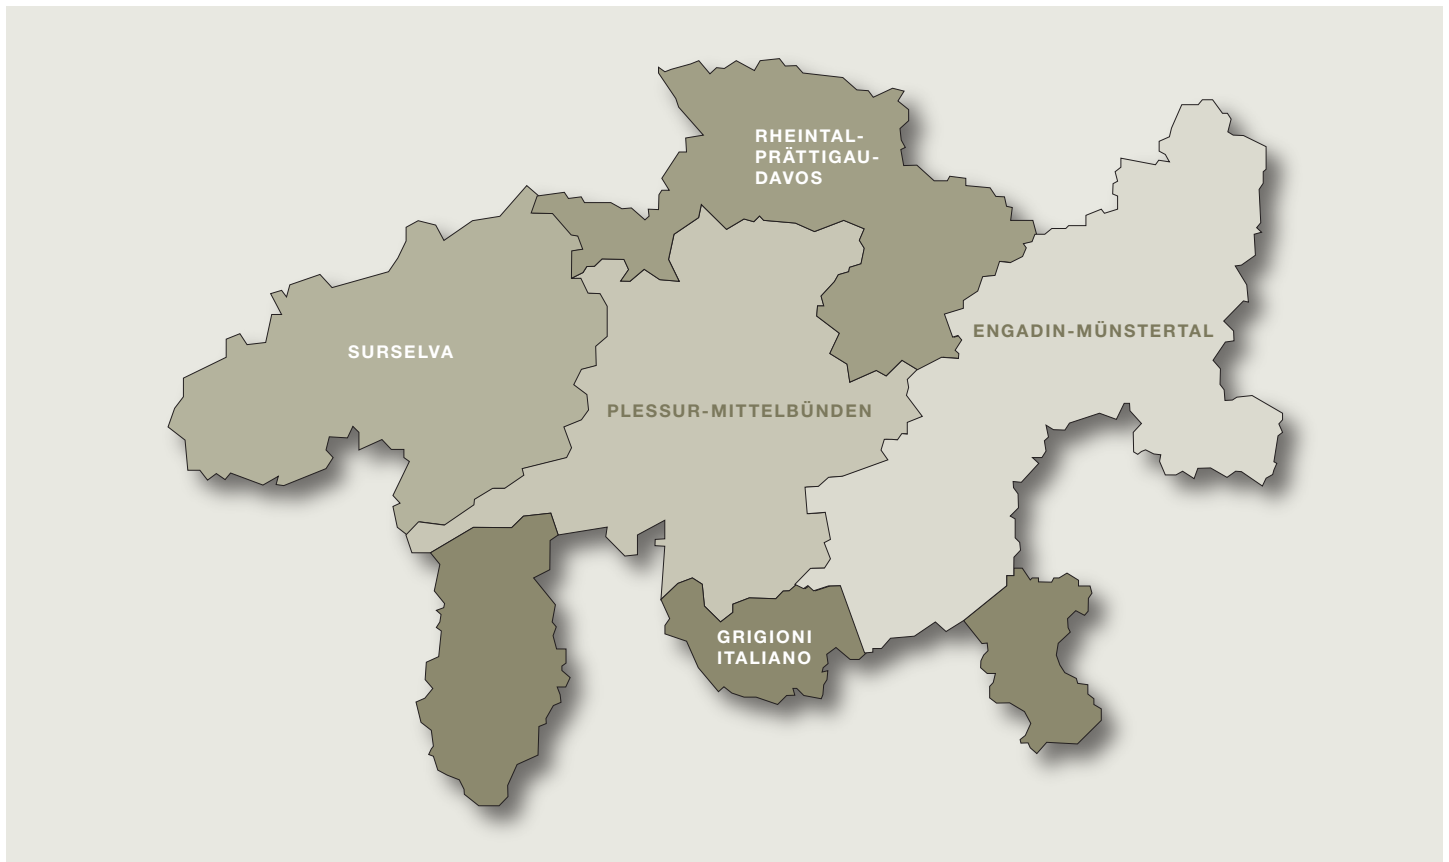 RHEINTAL-
PRÄTTIGAU-
DAVOS
ENGADIN-MÜNSTERTAL
SURSELVA
PLESSUR-MITTELBÜNDEN
GRIGIONI
ITALIANO